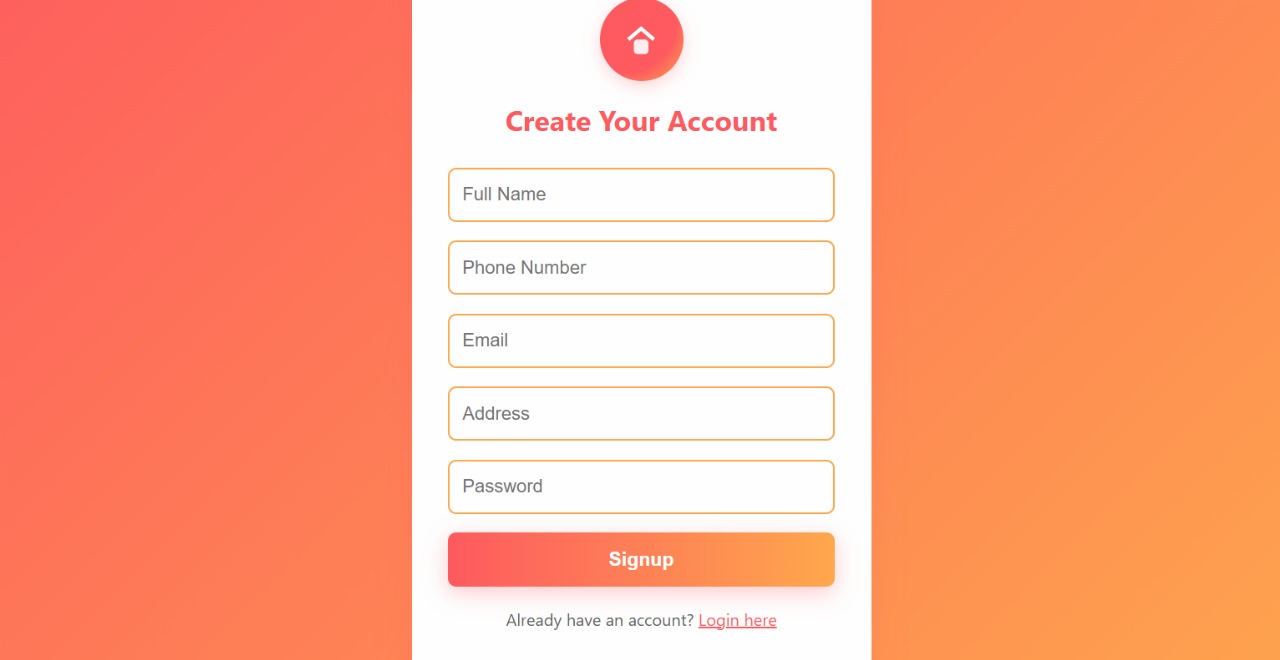 Create Your Account
Full Name
Phone Number
Email
Address
Password
Signup
Already have an account? Login here